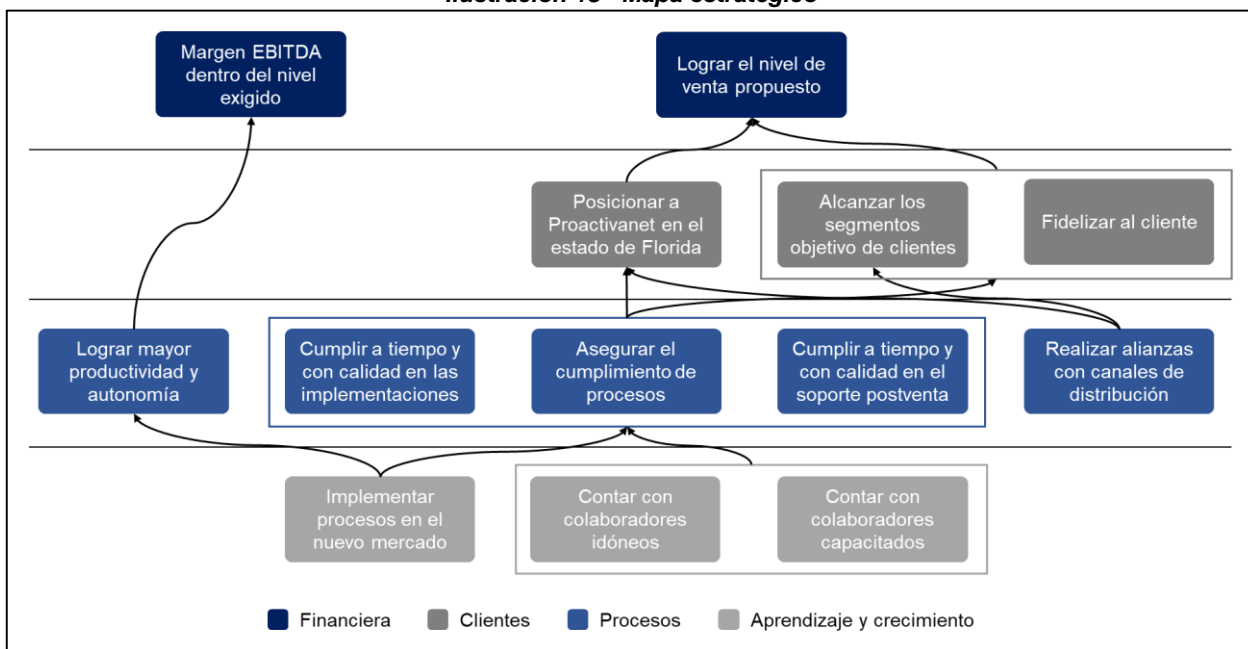 Ilustración 18 - Mapa estratégico
Margen EBITDA
dentro del nivel
exigido
Lograr el nivel de
venta propuesto
Posicionar a
Proactivanet en el
estado de Florida
Alcanzar los
segmentos
objetivo de clientes
Fidelizar al cliente
Lograr mayor
productividad y
autonomía
Cumplir a tiempo y
con calidad en las
implementaciones
Asegurar el
cumplimiento de
procesos
Cumplir a tiempo y
con calidad en el
soporte postventa
Realizar alianzas
con canales de
distribución
Implementar
procesos en el
nuevo mercado
Contar con
colaboradores
idóneos
Contar con
colaboradores
capacitados
Financiera
Clientes
Procesos
Aprendizaje y crecimiento